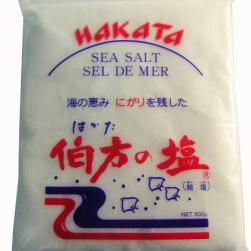 HAKATA
SEA SALT
SEL DE MER
海の恵み にがりを残した
はかた
伯方の塩®
（粗塩）
NET 500g